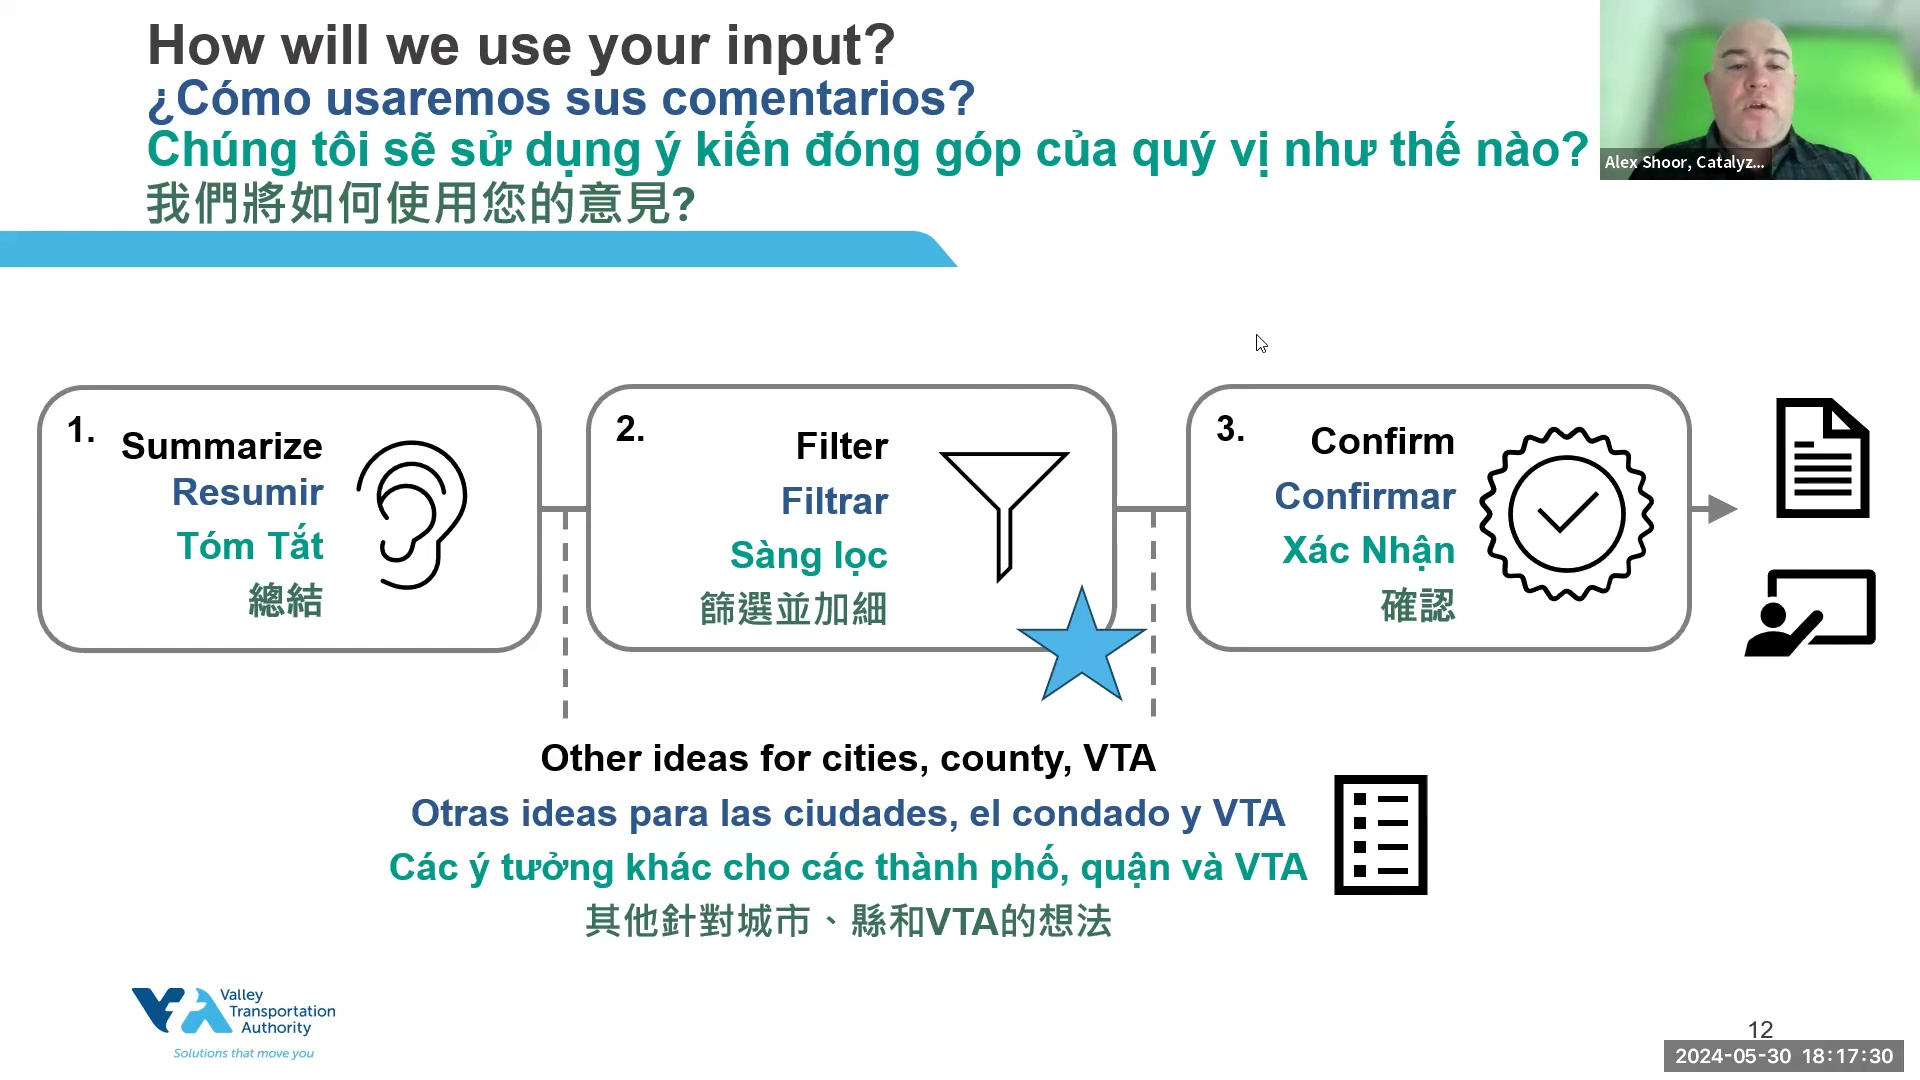 How will we use your input?
¿Cómo usaremos sus comentarios?
Chúng tôi sẽ sử dụng ý kiến đóng góp của quý vị như thế nào?
我們將如何使用您的意見?
Alex Shoor, Catalyz...
1.
Summarize
Resumir
Tóm Tắt
總結
2.
Filter
Filtrar
Sàng lọc
篩選並加細
3.
Confirm
Confirmar
Xác Nhận
確認
Other ideas for cities, county, VTA
Otras ideas para las ciudades, el condado y VTA
Các ý tưởng khác cho các thành phố, quận và VTA
其他針對城市、縣和VTA的想法
VTA
Valley
Transportation
Authority
Solutions that move you
12
2024-05-30 18:17:30